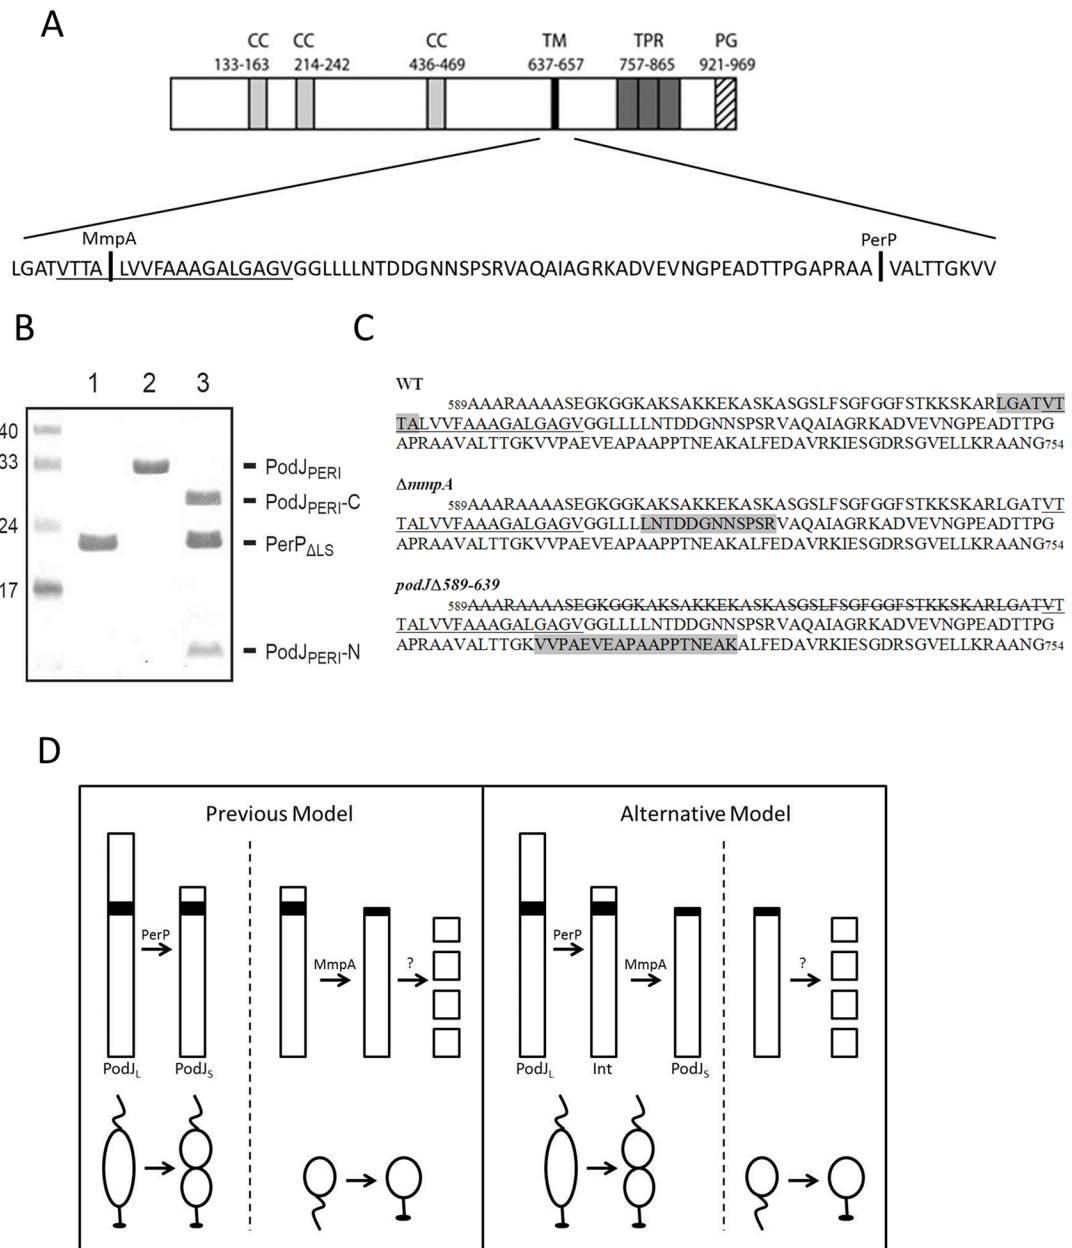 A
CC CC CC TM TPR PG
133-163 214-242 436-469 637-657 757-865 921-969
MmpA PerP
LGATVTTA LVVFAAAGALGAGVGGLLLLNTDDGNNSPSRVAQAIAGRKADVEVNGPEADTTPGAPRAA VALTTGKVV
B
1 2 3
40
33
24
17
PodJPERI
PodJPERI-C
PerPΔLS
PodJPERI-N
C
WT
589AAARAAAASEGKGGKAKSAKKEKASKASGSLFSGFGGFSTKKSKARLGATVT
TALVVFAAAGALGAGVGGLLLLNTDDGNNSPSRVAQAIAGRKADVEVNGPEADTTPG
APRAAVALTTGKVVPAEVEAPAAPPTNEAKALFEDAVRKIESGDRSGVELLKRAANG754
ΔmmpA
589AAARAAAASEGKGGKAKSAKKEKASKASGSLFSGFGGFSTKKSKARLGATVT
TALVVFAAAGALGAGVGGLLLLNTDDGNNSPSRVAQAIAGRKADVEVNGPEADTTPG
APRAAVALTTGKVVPAEVEAPAAPPTNEAKALFEDAVRKIESGDRSGVELLKRAANG754
podJΔ589-639
589AAARAAAASEGKGGKAKSAKKEKASKASGSLFSGFGGFSTKKSKARLGATVT
TALVVFAAAGALGAGVGGLLLLNTDDGNNSPSRVAQAIAGRKADVEVNGPEADTTPG
APRAAVALTTGKVVPAEVEAPAAPPTNEAKALFEDAVRKIESGDRSGVELLKRAANG754
D
Previous Model
PerP
MmpA
?
PodJL PodJS
Alternative Model
PerP
MmpA
?
PodJL Int PodJS